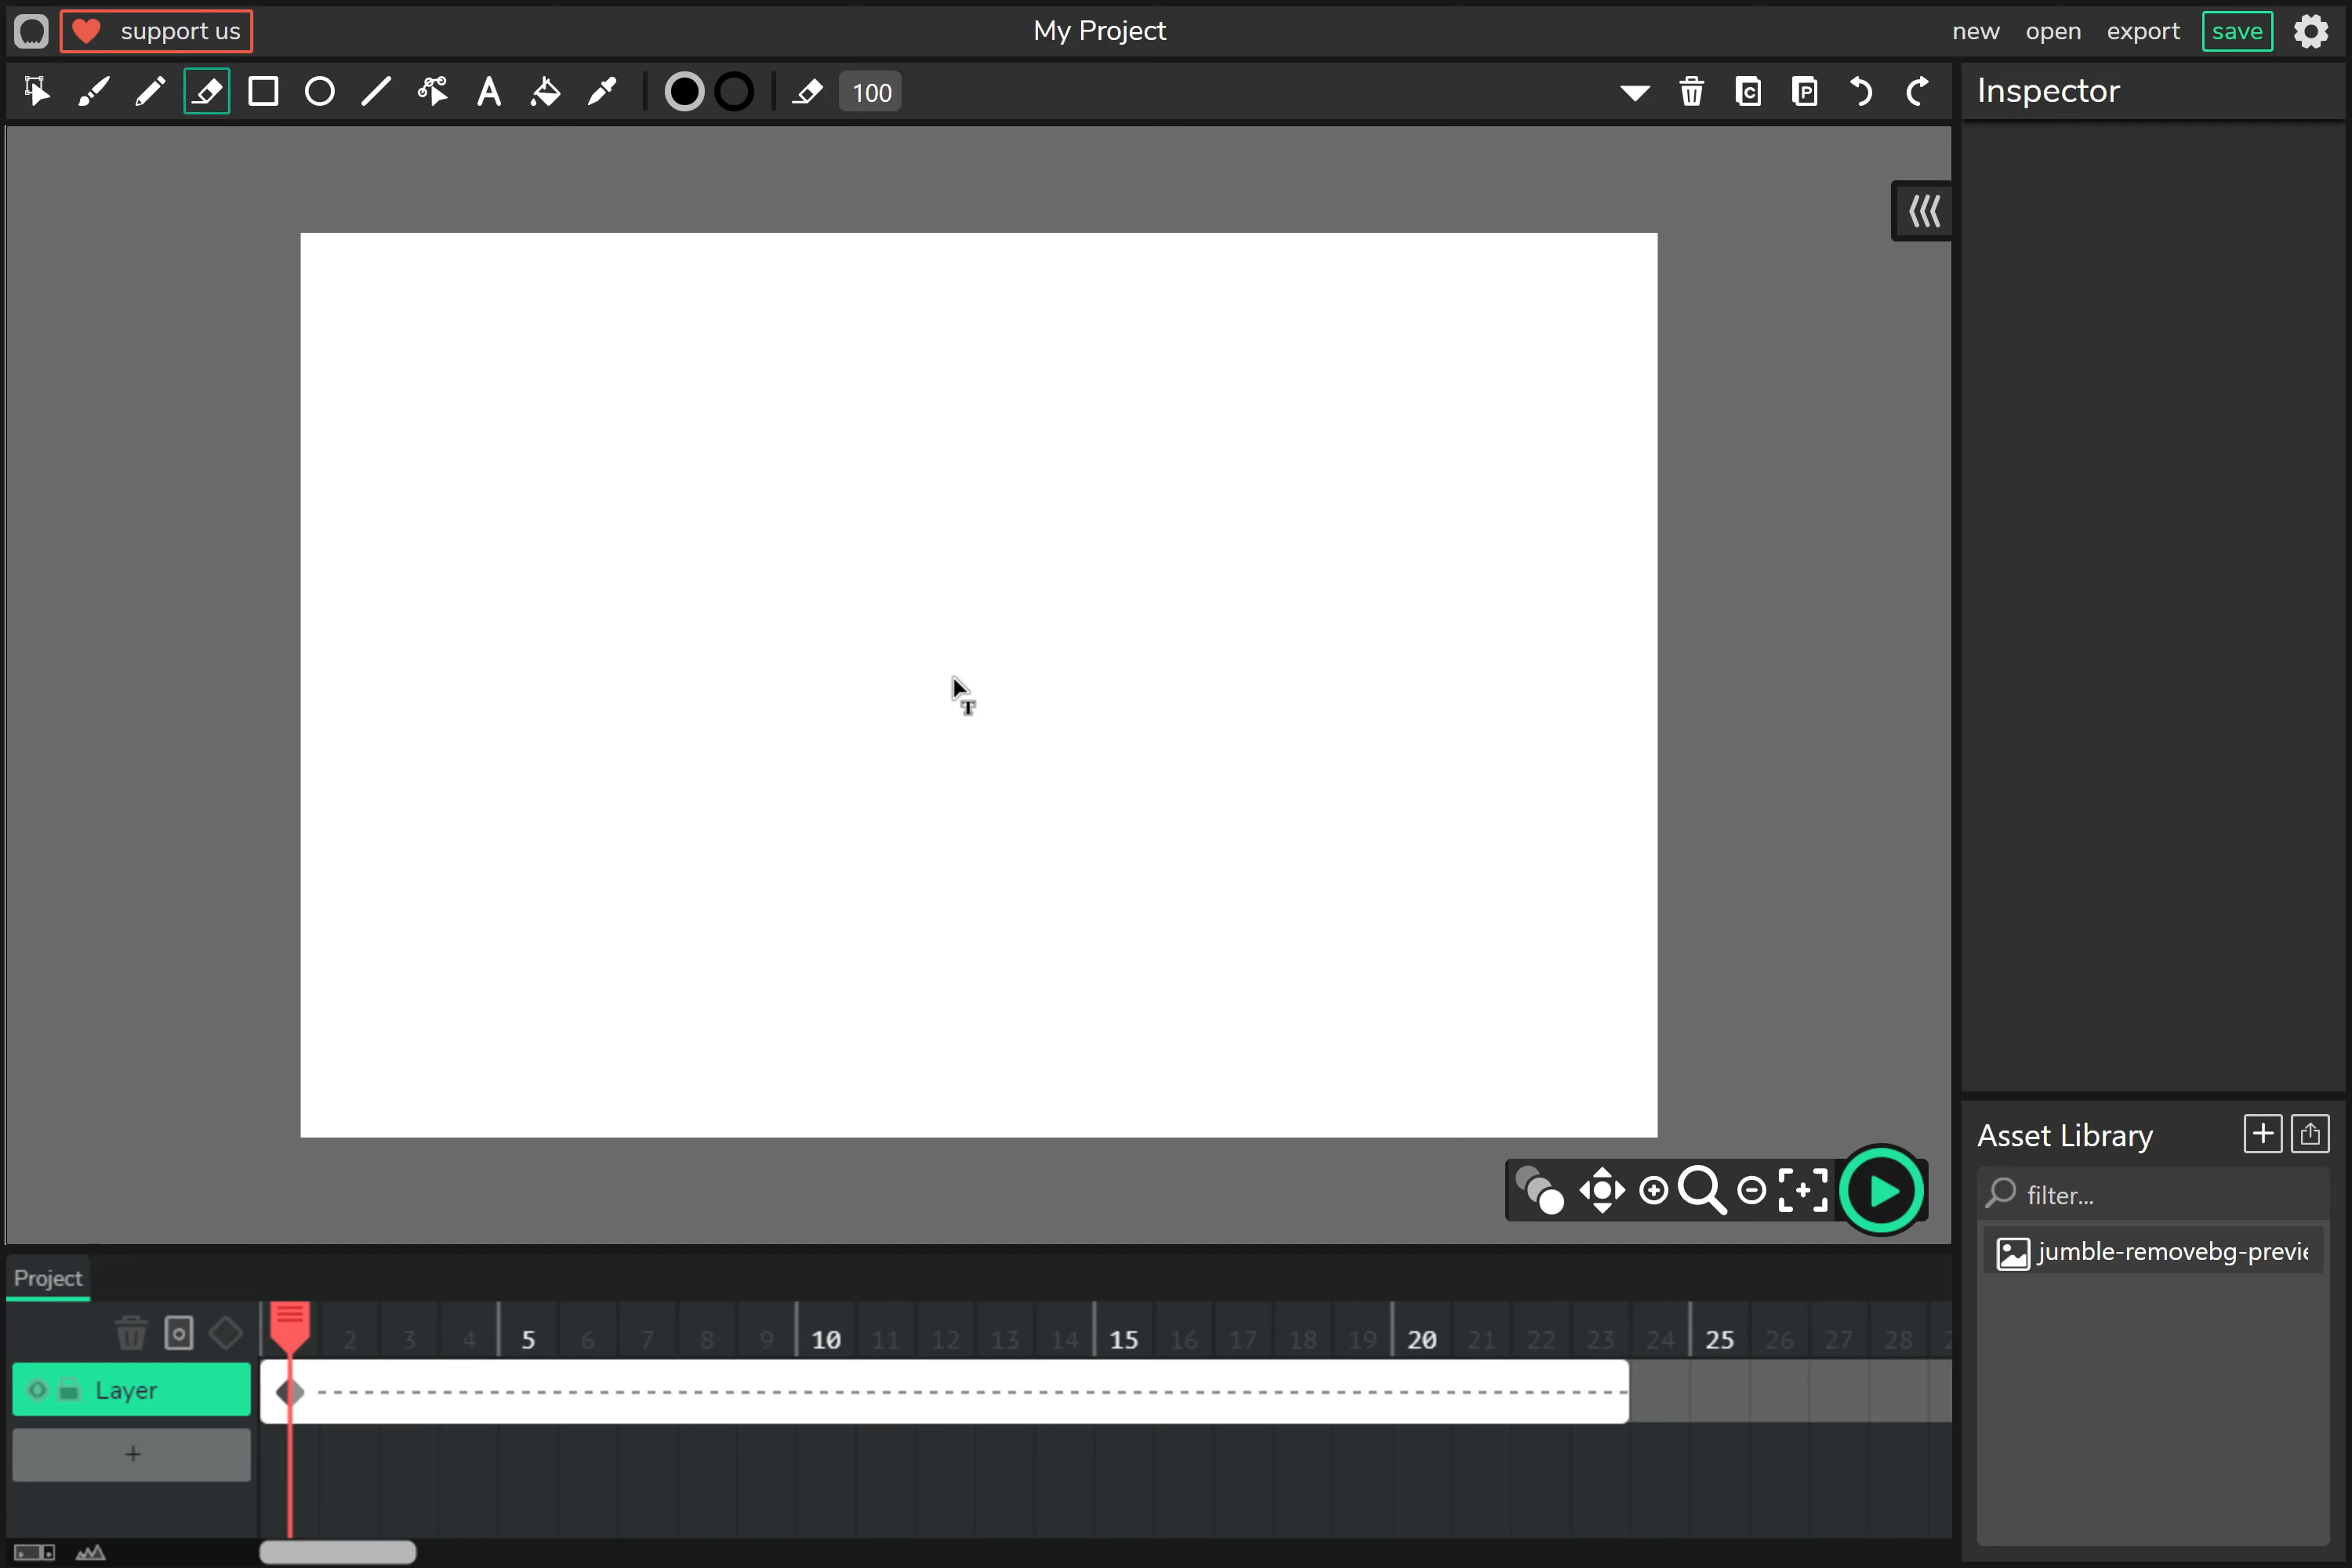 support us
My Project
new open export save
100
C P
Inspector
T
Asset Library
filter...
jumble-removebg-previe
Project
2 3 4 5 6 7 8 9 10 11 12 13 14 15 16 17 18 19 20 21 22 23 24 25 26 27 28
Layer
+